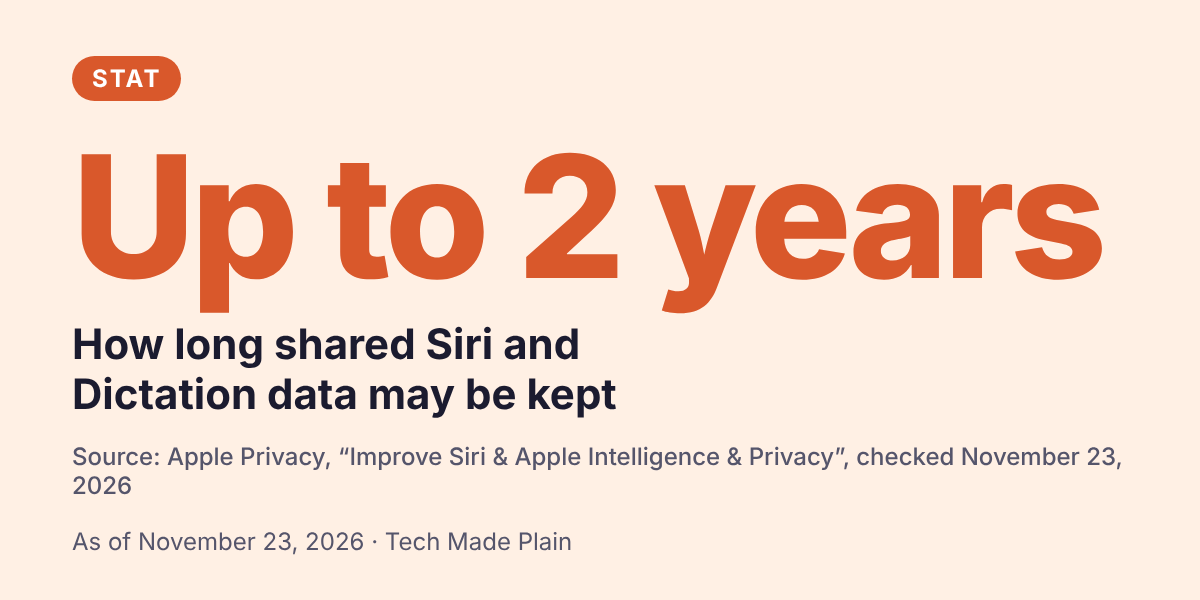 STAT
Up to 2 years
How long shared Siri and
Dictation data may be kept
Source: Apple Privacy, “Improve Siri & Apple Intelligence & Privacy”, checked November 23,
2026
As of November 23, 2026 · Tech Made Plain